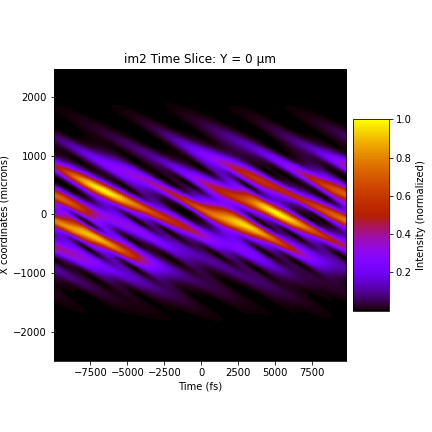 im2 Time Slice: Y = 0 μm
X coordinates (microns)
2000
1000
0
−1000
−2000
−7500 −5000 −2500 0 2500 5000 7500
Time (fs)
1.0
0.8
0.6
0.4
0.2
Intensity (normalized)